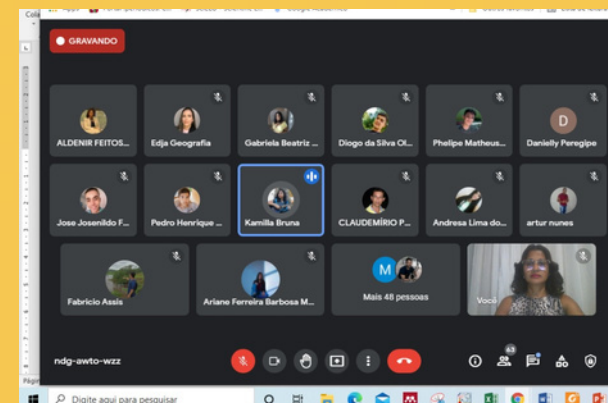 GRAVANDO
ALDENIR FEITOS...
Edja Geografia
Gabriela Beatriz ...
Diogo da Silva Ol...
Phelipe Matheus...
D
Danielly Peregipe
Jose Josenildo F...
Pedro Henrique ...
Kamilla Bruna
CLAUDEMÍRIO P...
Andresa Lima do...
artur nunes
Fabrício Assis
Ariane Ferreira Barbosa M...
M
Mais 48 pessoas
Você
ndg-awto-wzz
63
Digite aqui para pesquisar